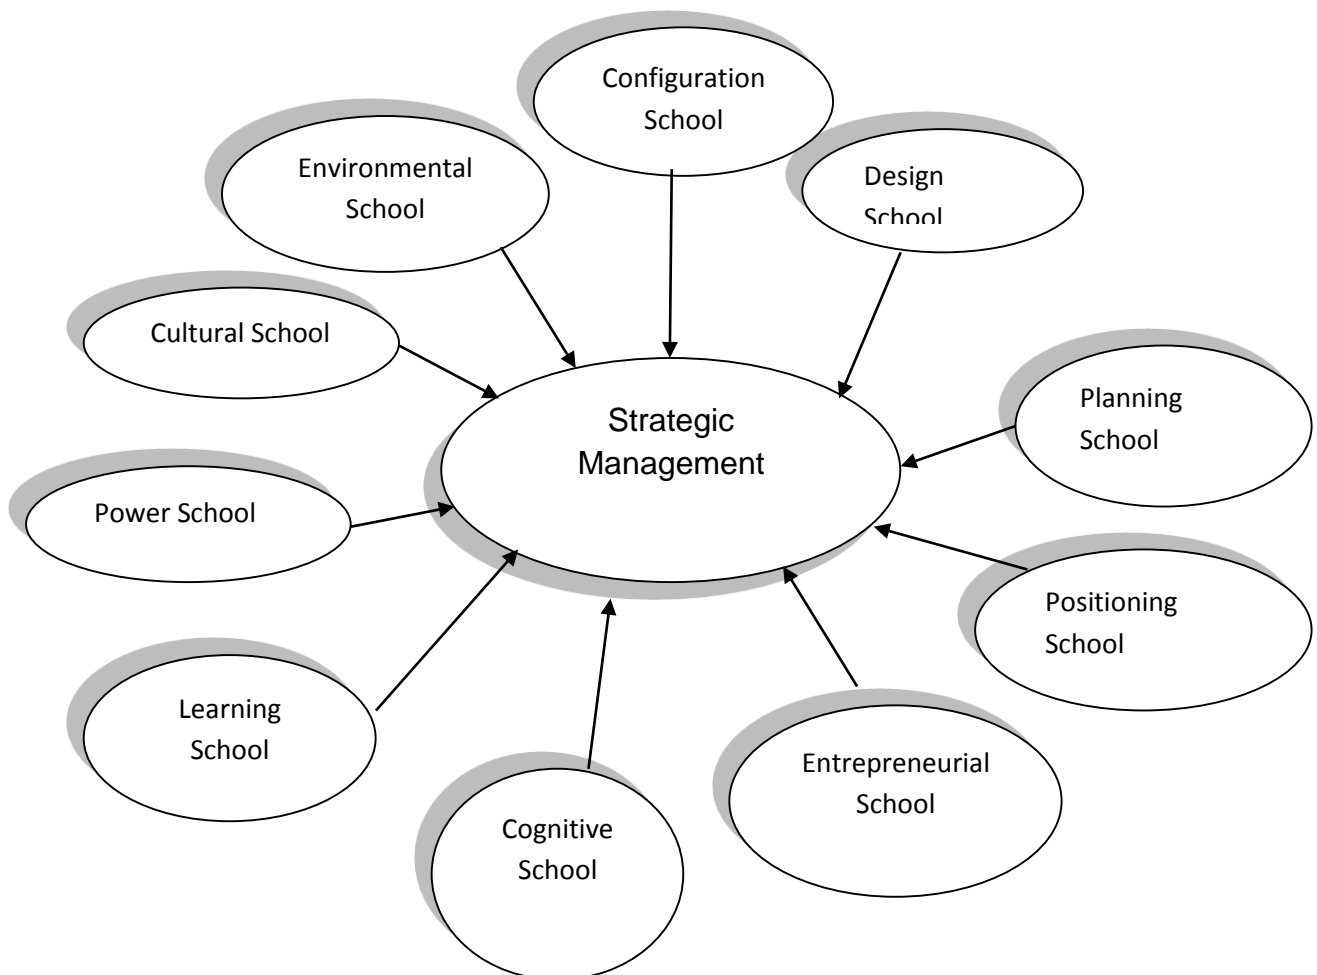 Configuration
School
Environmental
School
Design
School
Cultural School
Planning
School
Strategic
Management
Power School
Positioning
School
Learning
School
Entrepreneurial
School
Cognitive
School